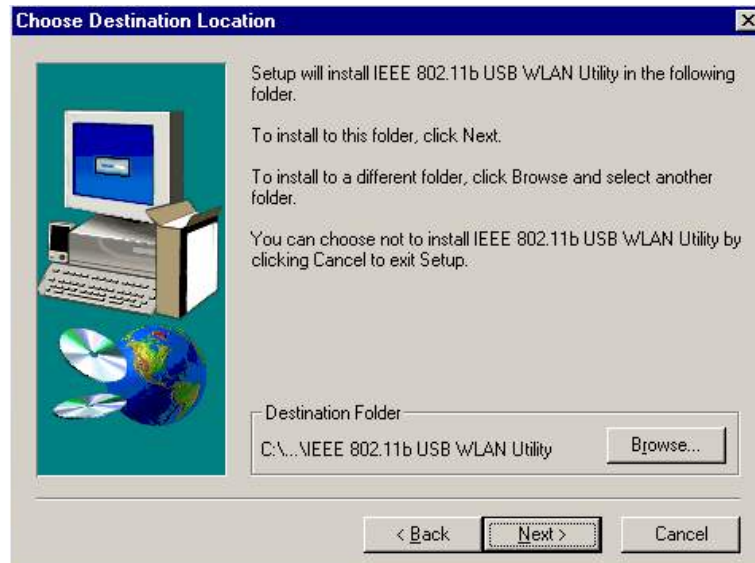 Choose Destination Location
Setup will install IEEE 802.11b USB WLAN Utility in the following
folder.
To install to this folder, click Next.
To install to a different folder, click Browse and select another
folder.
You can choose not to install IEEE 802.11b USB WLAN Utility by
clicking Cancel to exit Setup.
Destination Folder
C:\...\IEEE 802.11b USB WLAN Utility
Browse...
< Back
Next >
Cancel